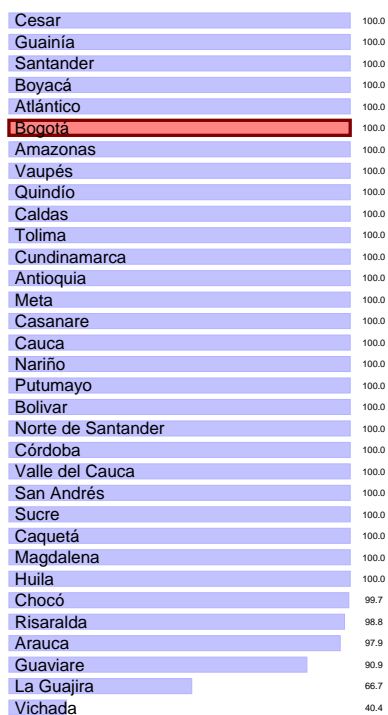 Cesar 100.0
Guainía 100.0
Santander 100.0
Boyacá 100.0
Atlántico 100.0
Bogotá 100.0
Amazonas 100.0
Vaupés 100.0
Quindío 100.0
Caldas 100.0
Tolima 100.0
Cundinamarca 100.0
Antioquia 100.0
Meta 100.0
Casanare 100.0
Cauca 100.0
Nariño 100.0
Putumayo 100.0
Bolivar 100.0
Norte de Santander 100.0
Córdoba 100.0
Valle del Cauca 100.0
San Andrés 100.0
Sucre 100.0
Caquetá 100.0
Magdalena 100.0
Huila 100.0
Chocó 99.7
Risaralda 98.8
Arauca 97.9
Guaviare 90.9
La Guajira 66.7
Vichada 40.4